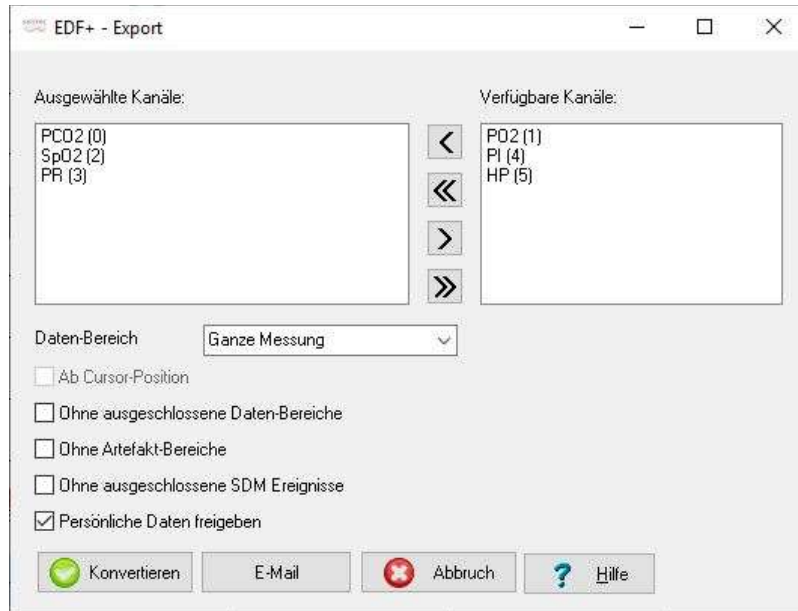 EDF+ - Export
Ausgewählte Kanäle:
PCO2 (0)
SpO2 (2)
PR (3)
Verfügbare Kanäle:
PO2 (1)
PI (4)
HP (5)
Daten-Bereich
Ganze Messung
Ab Cursor-Position
Ohne ausgeschlossene Daten-Bereiche
Ohne Artefakt-Bereiche
Ohne ausgeschlossene SDM Ereignisse
Persönliche Daten freigeben
Konvertieren
E-Mail
Abbruch
Hilfe